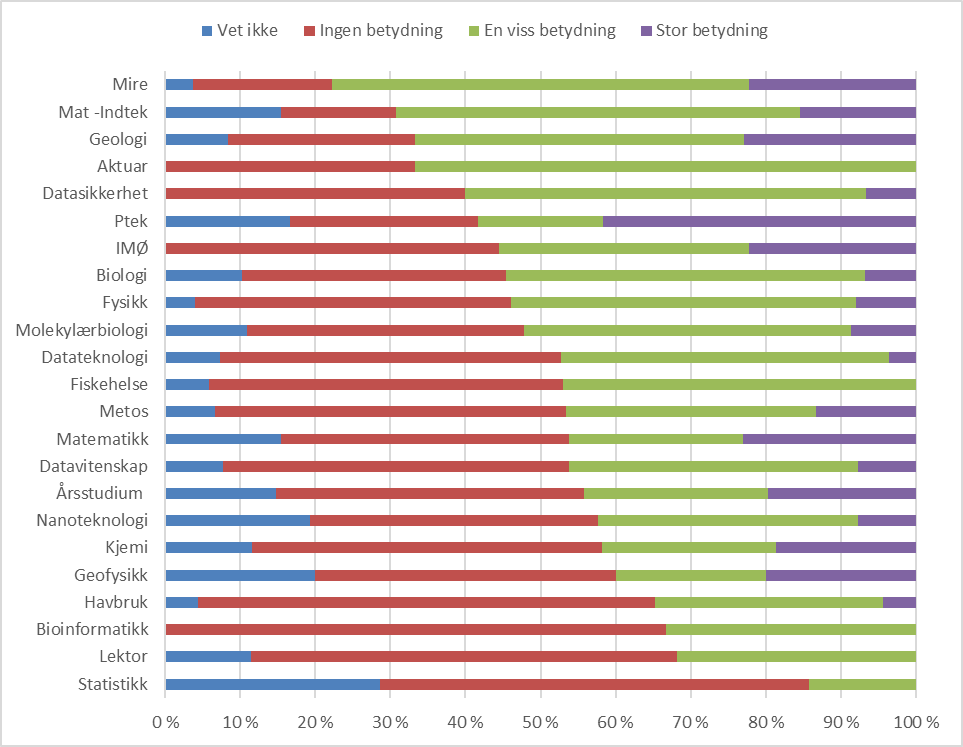 Vet ikke Ingen betydning En viss betydning Stor betydning
Mire
Mat -Indtek
Geologi
Aktuar
Datasikkerhet
Ptek
IMØ
Biologi
Fysikk
Molekylærbiologi
Datateknologi
Fiskehelse
Metos
Matematikk
Datavitenskap
Årsstudium
Nanoteknologi
Kjemi
Geofysikk
Havbruk
Bioinformatikk
Lektor
Statistikk
0 % 10 % 20 % 30 % 40 % 50 % 60 % 70 % 80 % 90 % 100 %